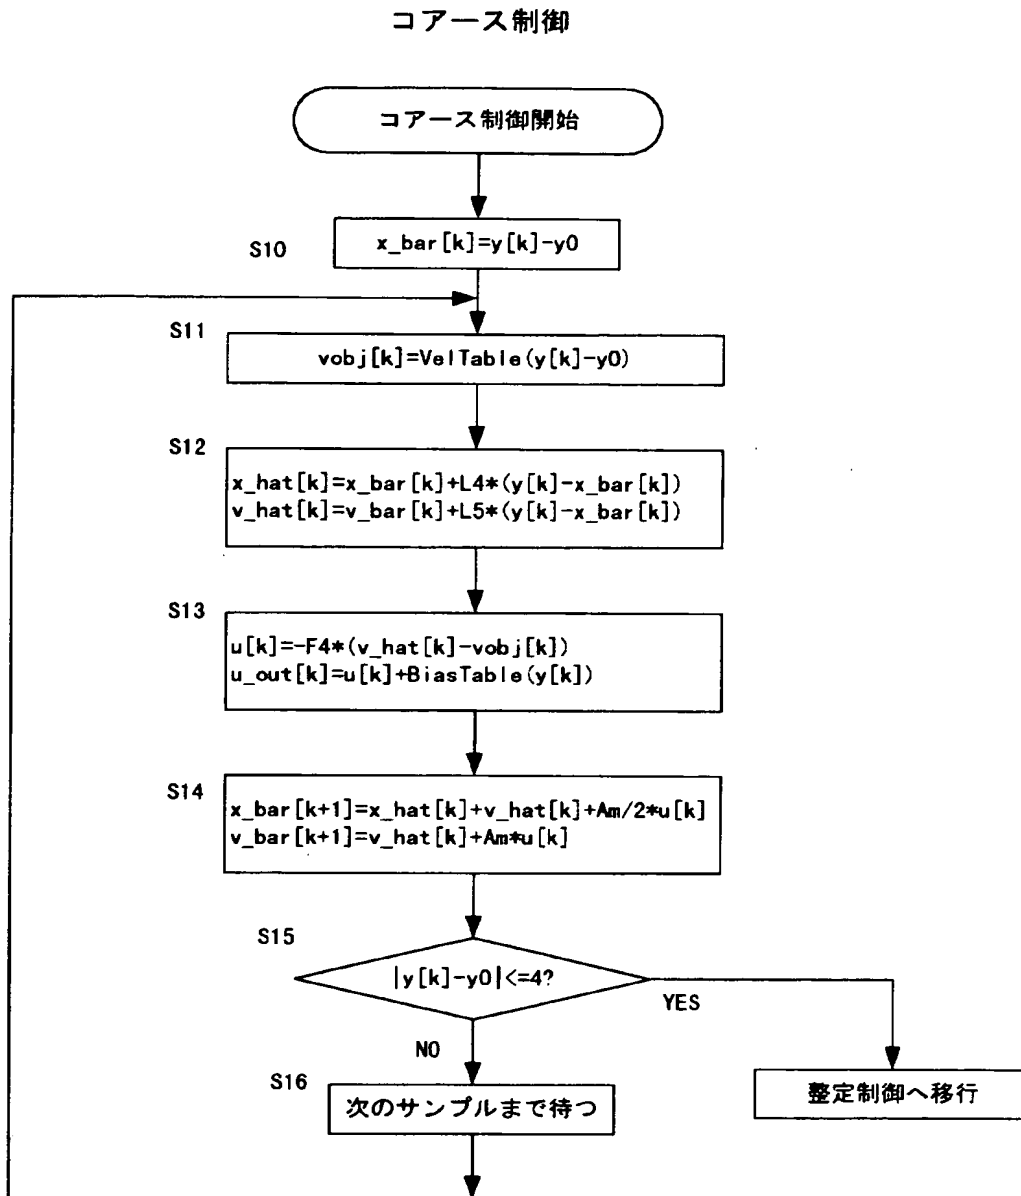 コアース制御
コアース制御開始
S10
x_bar[k]=y[k]-y0
S11
vobj[k]=VelTable(y[k]-y0)
S12
x_hat[k]=x_bar[k]+L4*(y[k]-x_bar[k])
v_hat[k]=v_bar[k]+L5*(y[k]-x_bar[k])
S13
u[k]=-F4*(v_hat[k]-vobj[k])
u_out[k]=u[k]+BiasTable(y[k])
S14
x_bar[k+1]=x_hat[k]+v_hat[k]+Am/2*u[k]
v_bar[k+1]=v_hat[k]+Am*u[k]
S15
|y[k]-y0|<=4?
YES
NO
S16
次のサンプルまで待つ
整定制御へ移行